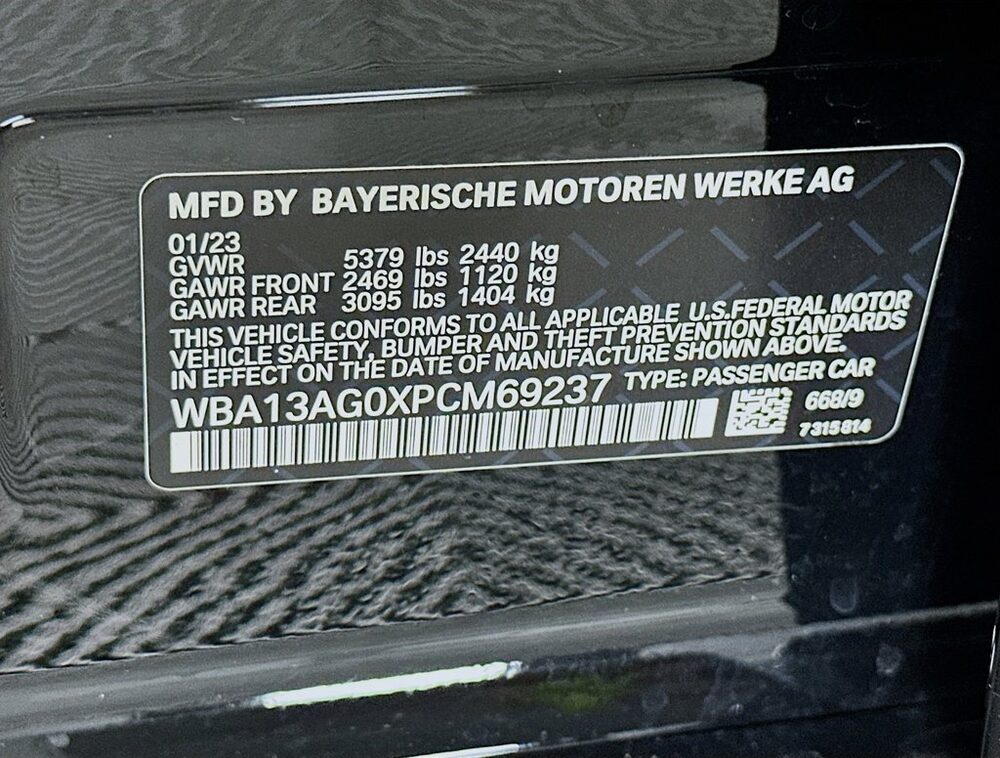 MFD BY BAYERISCHE MOTOREN WERKE AG
01/23
GVWR 5379 lbs 2440 kg
GAWR FRONT 2469 lbs 1120 kg
GAWR REAR 3095 lbs 1404 kg
THIS VEHICLE CONFORMS TO ALL APPLICABLE U.S.FEDERAL MOTOR
VEHICLE SAFETY, BUMPER AND THEFT PREVENTION STANDARDS
IN EFFECT ON THE DATE OF MANUFACTURE SHOWN ABOVE.
WBA13AG0XPCM69237 TYPE: PASSENGER CAR
668/9
7315814